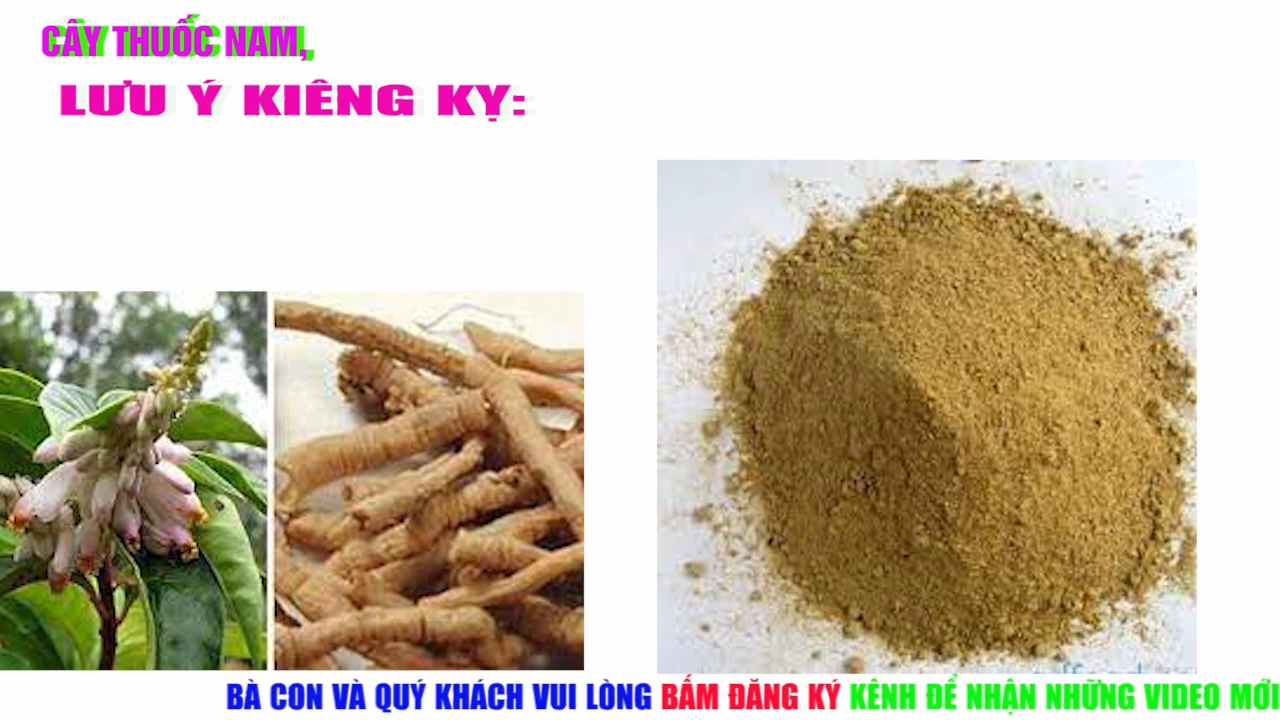 CÂY THUỐC NAM,
LƯU Ý KIÊNG KỴ:
BÀ CON VÀ QUÝ KHÁCH VUI LÒNG BẤM ĐĂNG KÝ KÊNH ĐỂ NHẬN NHỮNG VIDEO MỚI